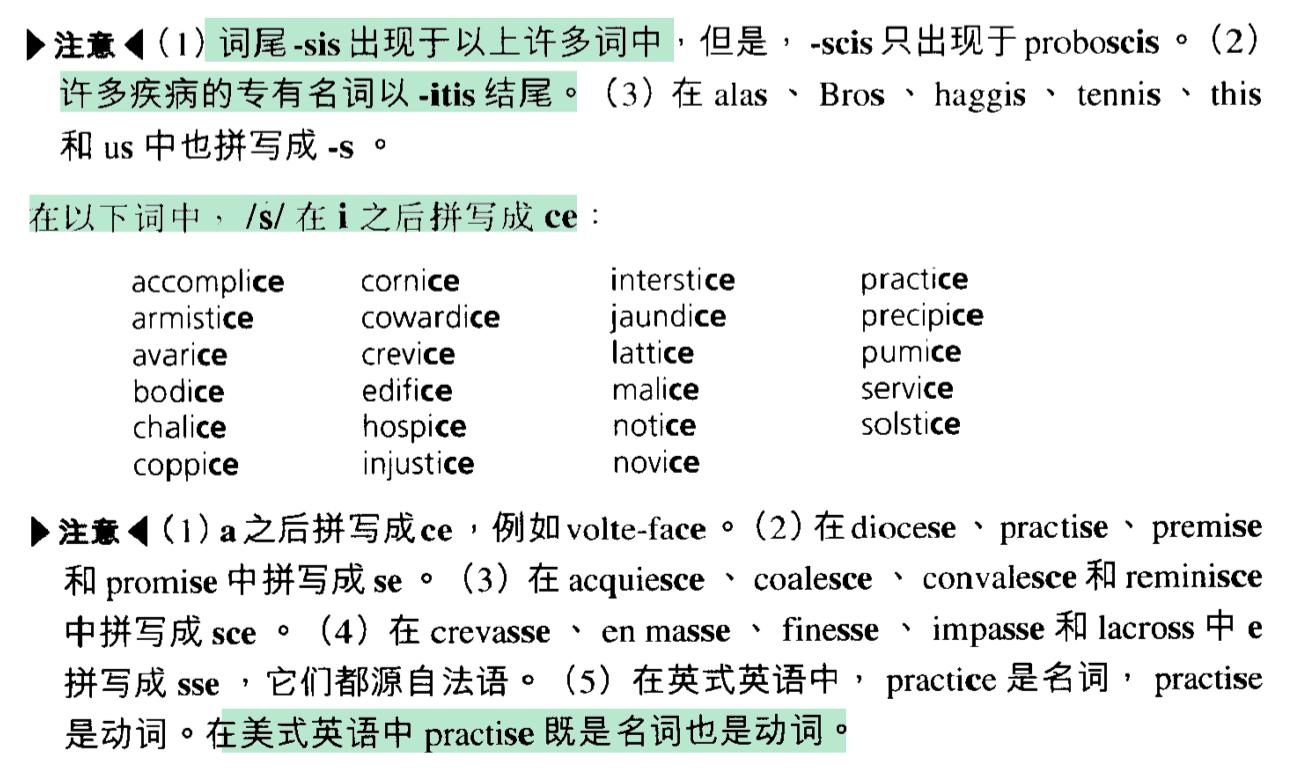 ▶注意◀（1）词尾 -sis 出现于以上许多词中，但是，-scis 只出现于 proboscis。（2）
许多疾病的专有名词以 -itis 结尾。（3）在 alas、Bros、haggis、tennis、this
和 us 中也拼写成 -s 。
在以下词中，/s/ 在 i 之后拼写成 ce：
accomplice cornice interstice practice
armistice cowardice jaundice precipice
avarice crevice lattice pumice
bodice edifice malice service
chalice hospice notice solstice
coppice injustice novice
▶注意◀（1）a 之后拼写成 ce，例如 volte-face。（2）在 diocese、practise、premise
和 promise 中拼写成 se 。（3）在 acquiesce、coalesce、convalesce 和 reminisce
中拼写成 sce 。（4）在 crevasse、en masse、finesse、impasse 和 lacross 中 e
拼写成 sse，它们都源自法语。（5）在英式英语中，practice 是名词，practise
是动词。在美式英语中 practise 既是名词也是动词。